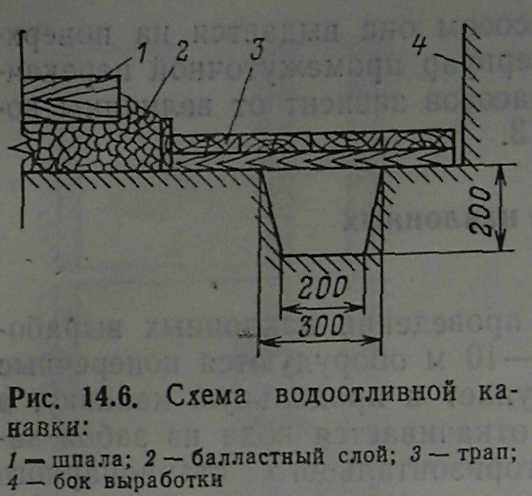 1 2 3 4
200
200
300
Рис. 14.6. Схема водоотливной ка-
навки:
1 — шпала; 2 — балластный слой; 3 — трап;
4 — бок выработки